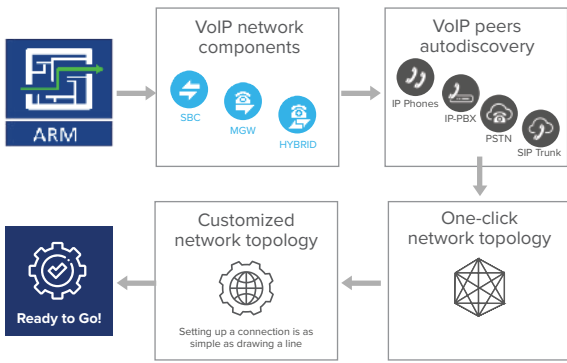 ARM
VoIP network
components
SBC
MGW
HYBRID
VoIP peers
autodiscovery
IP Phones
IP-PBX
PSTN
SIP Trunk
One-click
network topology
Customized
network topology
Setting up a connection is as
simple as drawing a line
Ready to Go!